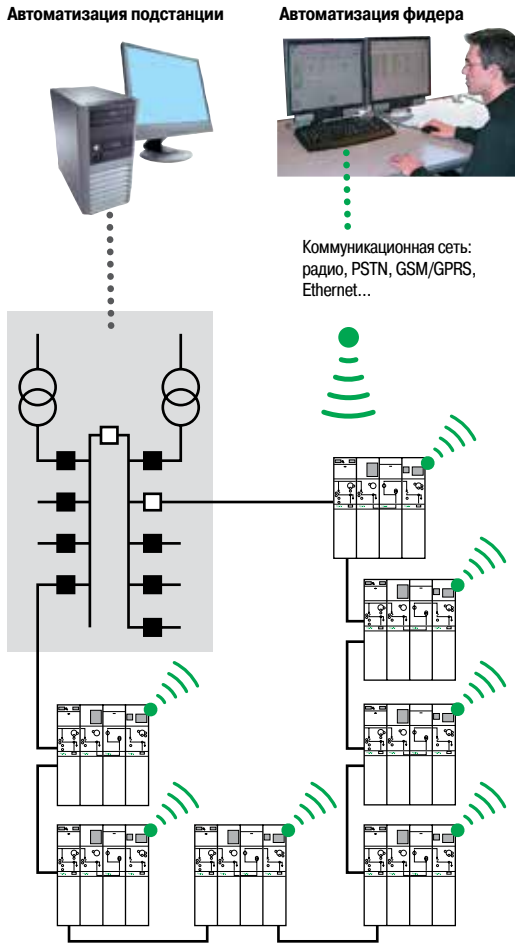 Автоматизация подстанции
Автоматизация фидера
Коммуникационная сеть:
радио, PSTN, GSM/GPRS,
Ethernet...